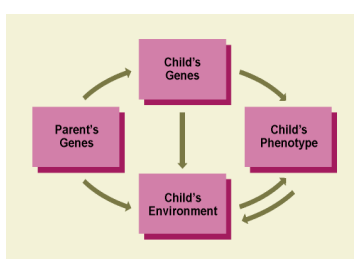 Child's
Genes
Parent's
Genes
Child's
Phenotype
Child's
Environment